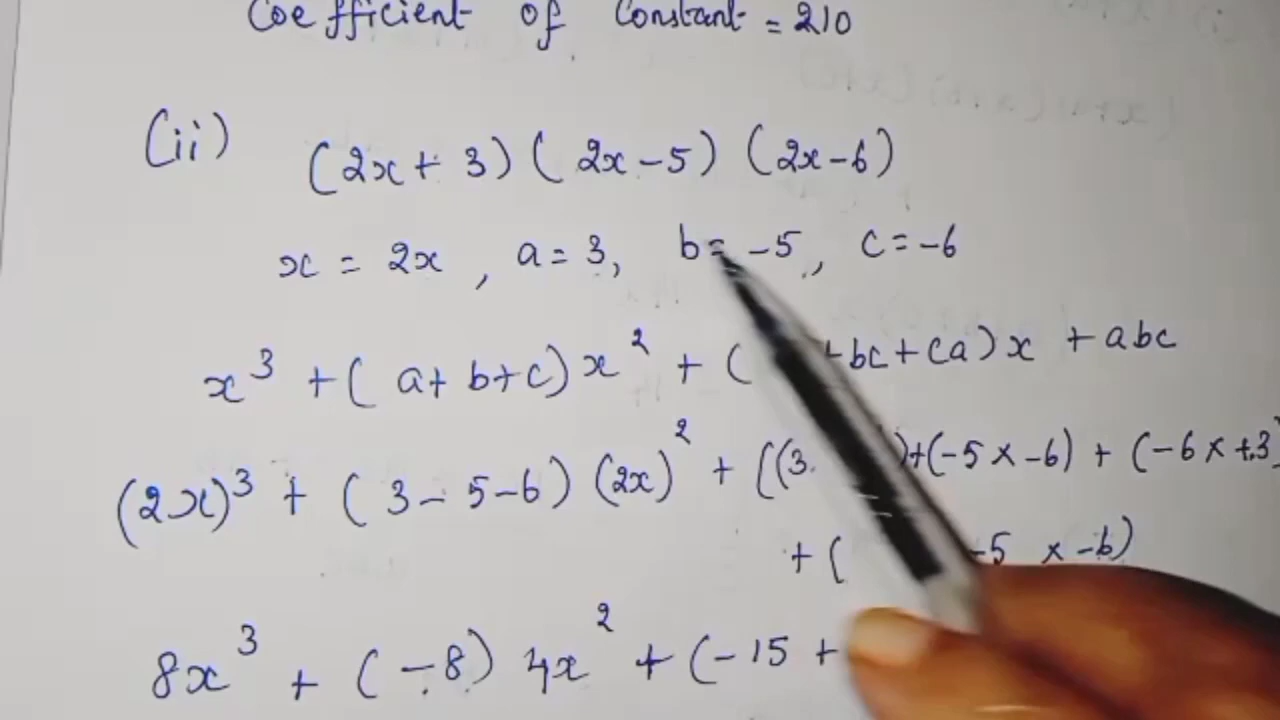 Coefficient of Constant = 210
(ii) (2x + 3) ( 2x - 5) (2x - 6)
x = 2x , a = 3, b = -5, c = -6
x³ + ( a + b + c) x² + ( + bc + ca ) x + abc
(2x)³ + ( 3 - 5 - 6) (2x)² + ((3 ) + (-5 x -6) + (-6 x +3)
+ ( -5 x -6)
8x³ + ( -8) 4x² + (-15 +